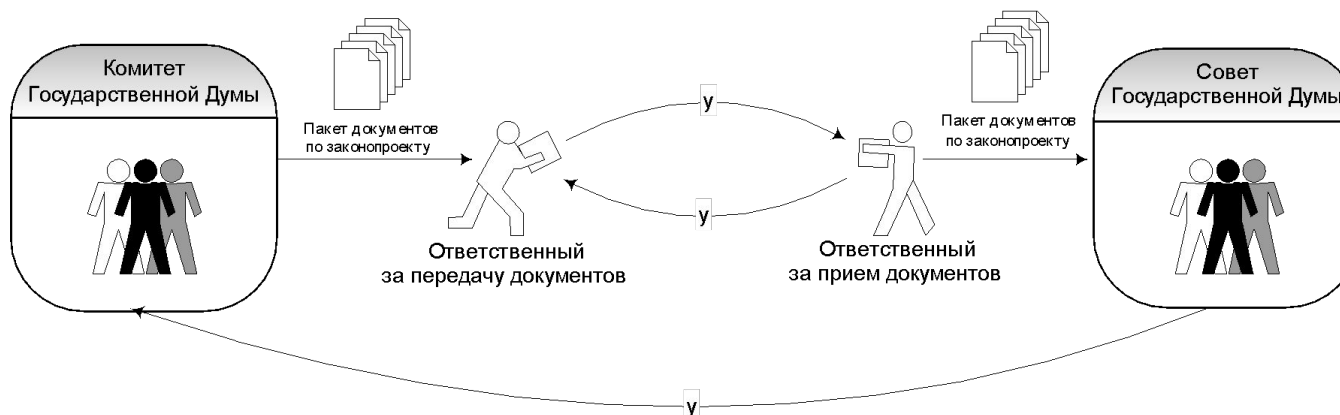 Комитет
Государственной Думы
Пакет документов
по законопроекту
у
у
Ответственный
за передачу документов
Ответственный
за прием документов
Пакет документов
по законопроекту
Совет
Государственной Думы
у